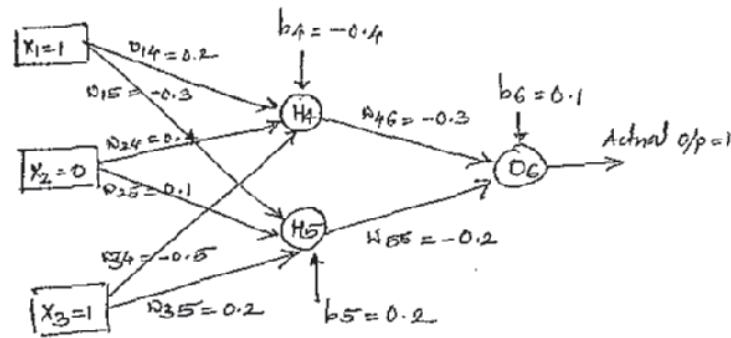 b4 = -0.4
x1=1
w14 = 0.2
w15 = -0.3
b6 = 0.1
H4
w46 = -0.3
Actual o/p = 1
x2 = 0
O6
w25 = 0.1
H5
w56 = -0.2
w34 = -0.5
x3=1
w35 = 0.2
b5 = 0.2